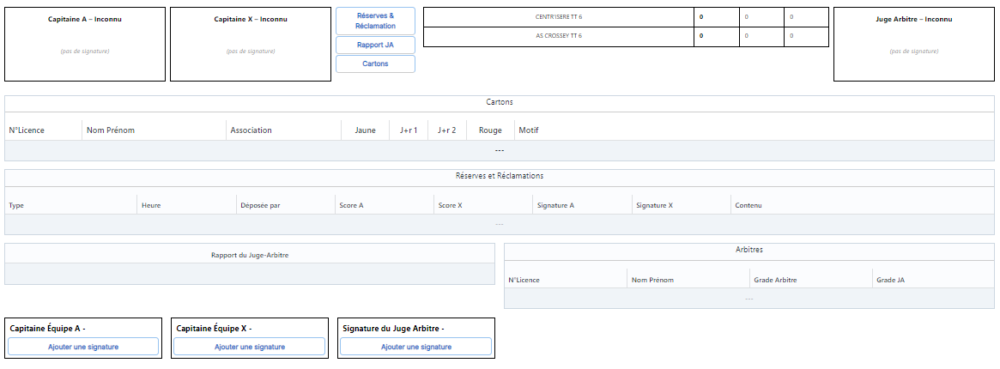 Capitaine A – Inconnu
(pas de signature)
Capitaine X – Inconnu
(pas de signature)
Réserves &
Réclamation
Rapport JA
Cartons
CENTR'ISERE TT 6 0 0 0
AS CROSSEY TT 6 0 0 0
Juge Arbitre – Inconnu
(pas de signature)
Cartons
N°Licence Nom Prénom Association Jaune J+r 1 J+r 2 Rouge Motif
---
Réserves et Réclamations
Type Heure Déposée par Score A Score X Signature A Signature X Contenu
---
Rapport du Juge-Arbitre
Arbitres
N°Licence Nom Prénom Grade Arbitre Grade JA
---
Capitaine Équipe A -
Ajouter une signature
Capitaine Équipe X -
Ajouter une signature
Signature du Juge Arbitre -
Ajouter une signature